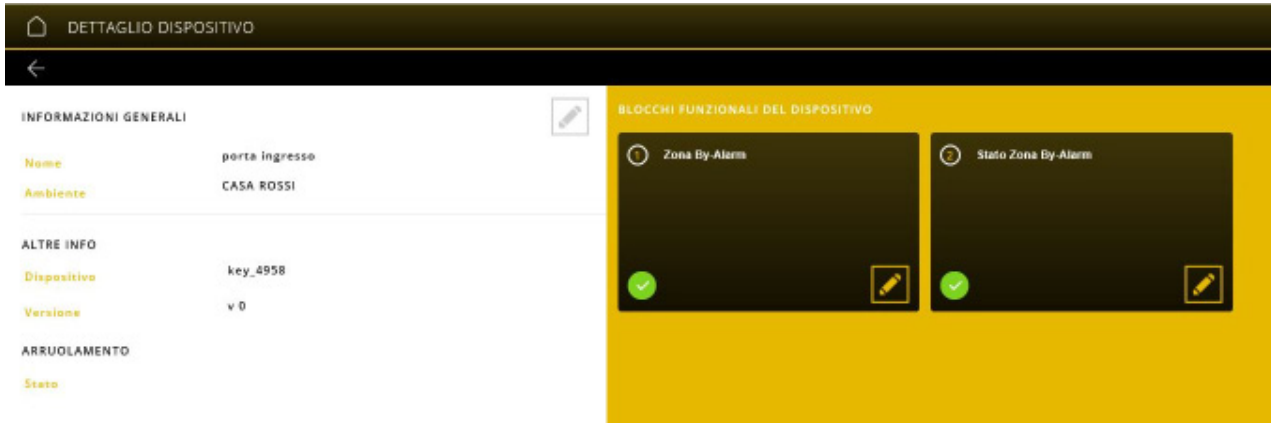 DETTAGLIO DISPOSITIVO
INFORMAZIONI GENERALI
Nome porta ingresso
Ambiente CASA ROSSI
ALTRE INFO
Dispositivo key_4958
Versione v 0
ARRUOLAMENTO
Stato
BLOCCHI FUNZIONALI DEL DISPOSITIVO
1 Zona By-Alarm
2 Stato Zona By-Alarm